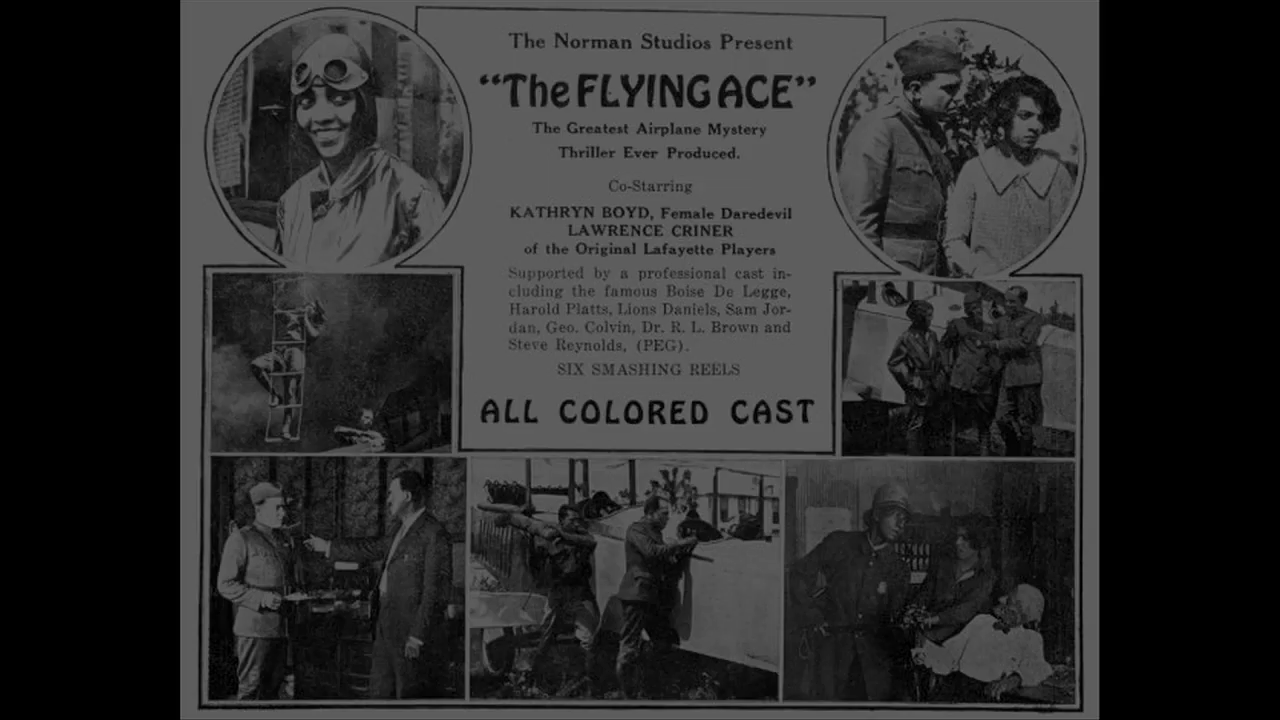 The Norman Studios Present
"The FLYING ACE"
The Greatest Airplane Mystery
Thriller Ever Produced.
Co-Starring
KATHRYN BOYD, Female Daredevil
LAWRENCE CRINER
of the Original Lafayette Players
Supported by a professional cast in-
cluding the famous Boise De Legge,
Harold Platts, Lions Daniels, Sam Jor-
dan, Geo. Colvin, Dr. R. L. Brown and
Steve Reynolds, (PEG).
SIX SMASHING REELS
ALL COLORED CAST